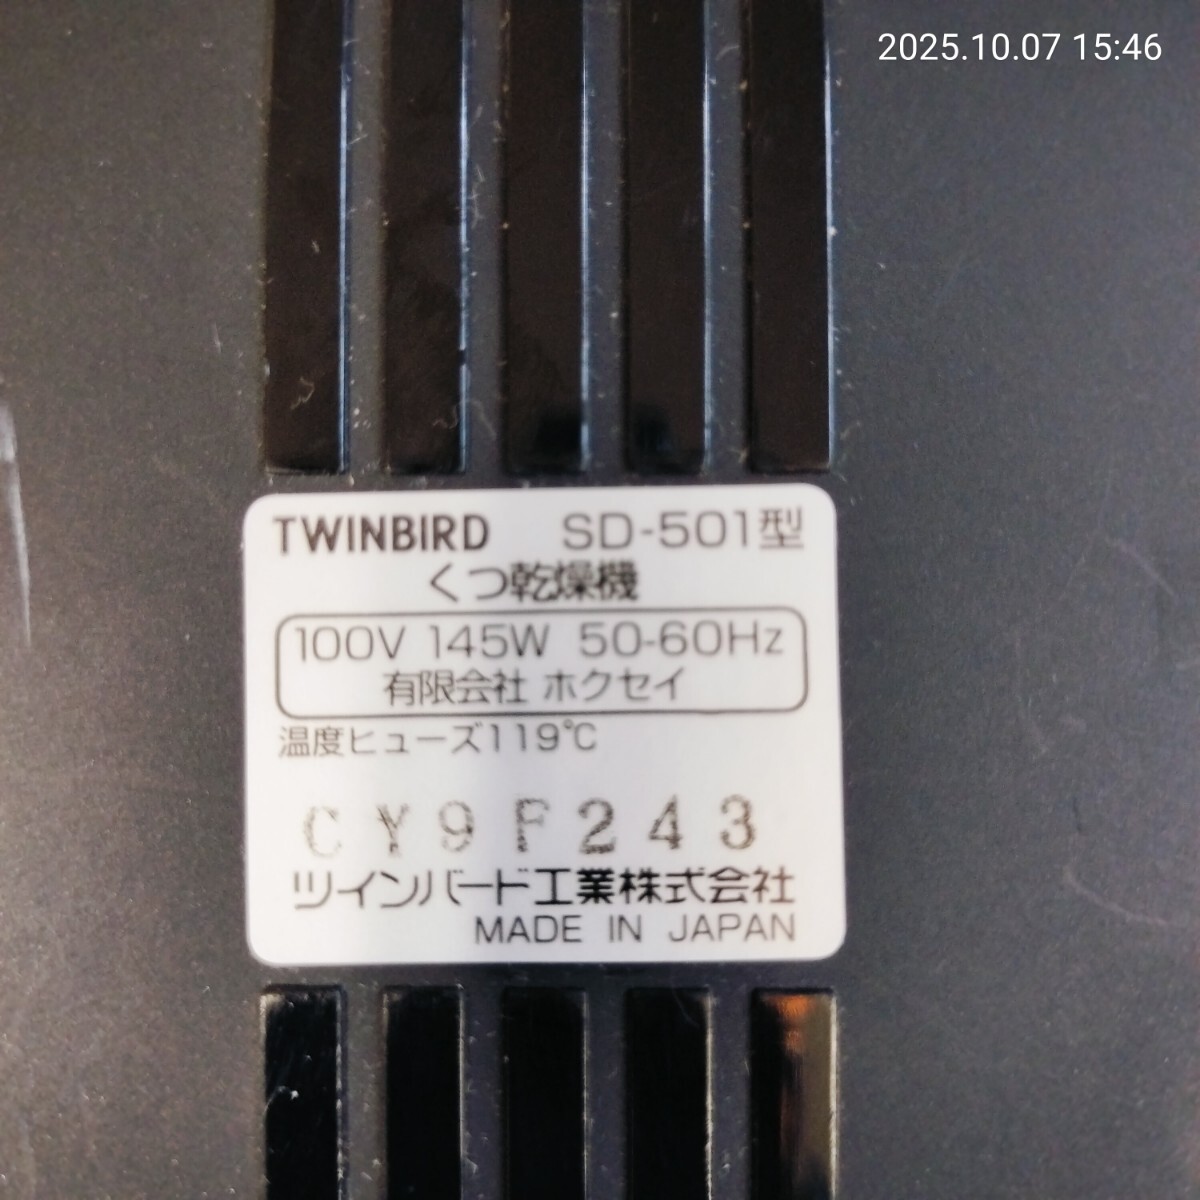 2025.10.07 15:46
TWINBIRD SD-501型
くつ乾燥機
100V 145W 50-60Hz
有限会社 ホクセイ
温度ヒューズ119℃
CY9F243
ツインバード工業株式会社
MADE IN JAPAN